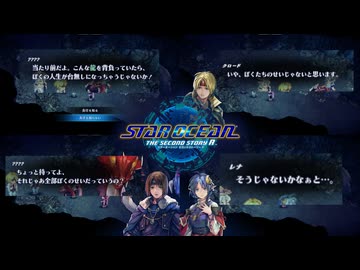 ????
当たり前だよ、こんな罪を背負っていたら、
ぼくの人生が台無しになっちゃうじゃないか！
クロード
いや、ぼくたちのせいじゃないと思います。
STAR OCEAN
THE SECOND STORY R
????
ちょっと待ってよ、
それじゃあ全部ぼくのせいだっていうの？
レナ
そうじゃないかなぁと…。